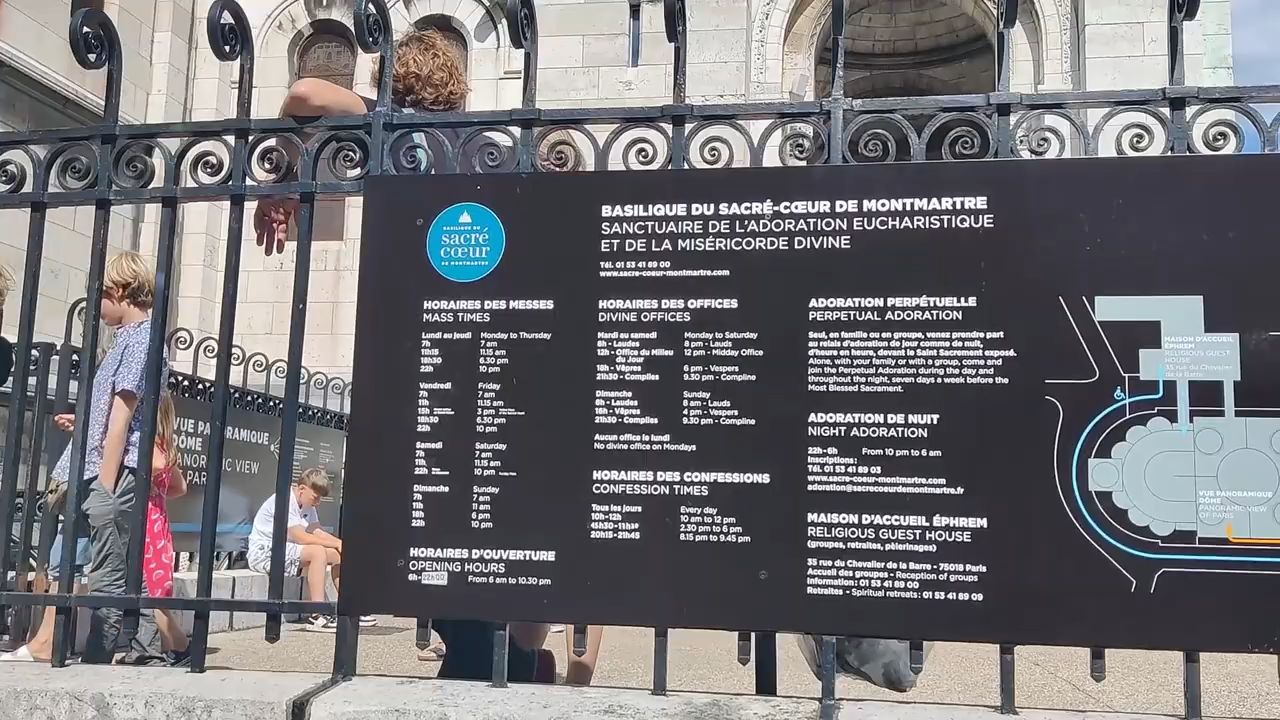 BASILIQUE DU
sacré
cœur
DE MONTMARTRE
BASILIQUE DU SACRÉ-CŒUR DE MONTMARTRE
SANCTUAIRE DE L'ADORATION EUCHARISTIQUE
ET DE LA MISÉRICORDE DIVINE
Tél. 01 53 41 89 00
www.sacre-coeur-montmartre.com
HORAIRES DES MESSES
MASS TIMES
Lundi au jeudi Monday to Thursday
7h 7 am
11h15 11.15 am
18h30 6.30 pm
22h 10 pm
Vendredi Friday
7h 7 am
11h 11.15 am
15h 3 pm
18h30 6.30 pm
22h 10 pm
Samedi Saturday
7h 7 am
11h 11.15 am
22h 10 pm
Dimanche Sunday
7h 7 am
11h 11 am
18h 6 pm
22h 10 pm
HORAIRES D'OUVERTURE
OPENING HOURS
6h-22h00 From 6 am to 10.30 pm
HORAIRES DES OFFICES
DIVINE OFFICES
Mardi au samedi Monday to Saturday
8h - Laudes 8 pm - Lauds
12h - Office du Milieu 12 pm - Midday Office
du Jour
18h - Vêpres 6 pm - Vespers
21h30 - Complies 9.30 pm - Compline
Dimanche Sunday
8h - Laudes 8 am - Lauds
16h - Vêpres 4 pm - Vespers
21h30 - Complies 9.30 pm - Compline
Aucun office le lundi
No divine office on Mondays
HORAIRES DES CONFESSIONS
CONFESSION TIMES
Tous les jours Every day
10h-12h 10 am to 12 pm
2.30 pm to 6 pm
20h15-21h45 8.15 pm to 9.45 pm
ADORATION PERPÉTUELLE
PERPETUAL ADORATION
Seul, en famille ou en groupe, venez prendre part
au relais d'adoration de jour comme de nuit,
d'heure en heure, devant le Saint Sacrement exposé.
Alone, with your family or with a group, come and
join the Perpetual Adoration during the day and
throughout the night, seven days a week before the
Most Blessed Sacrament.
ADORATION DE NUIT
NIGHT ADORATION
22h-6h From 10 pm to 6 am
Inscriptions:
Tél. 01 53 41 89 03
www.sacre-coeur-montmartre.com
adoration@sacrecoeurdemontmartre.fr
MAISON D'ACCUEIL ÉPHREM
RELIGIOUS GUEST HOUSE
(groupes, retraites, pèlerinages)
35 rue du Chevalier de la Barre - 75018 Paris
Accueil des groupes - Reception of groups
Information: 01 53 41 89 00
Retraites - Spiritual retreats: 01 53 41 89 09
MAISON D'ACCUEIL
ÉPHREM
RELIGIOUS GUEST
HOUSE
35 rue du Chevalier
de la Barre
VUE PANORAMIQUE
DÔME
PANORAMIC VIEW
OF PARIS
VUE PANORAMIQUE
DÔME
PANORAMIC VIEW
PARIS